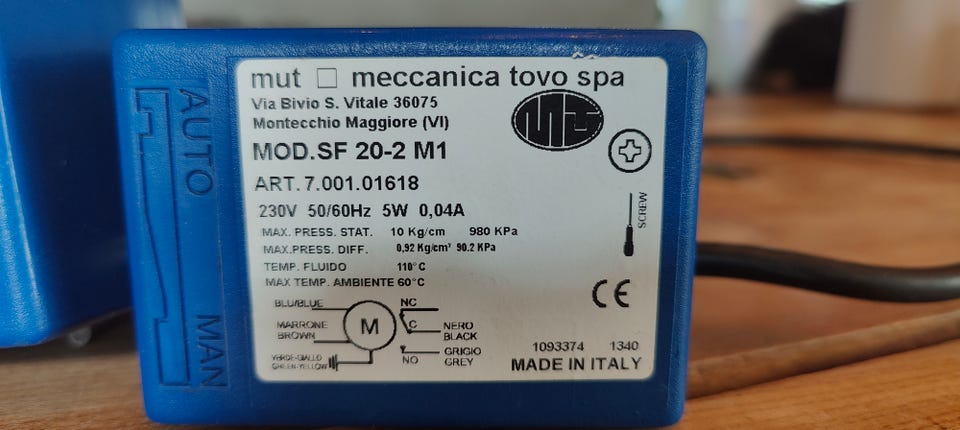 mut meccanica tovo spa
Via Bivio S. Vitale 36075
Montecchio Maggiore (VI)
MUT
MOD.SF 20-2 M1
ART. 7.001.01618
230V 50/60Hz 5W 0,04A
MAX. PRESS. STAT. 10 Kg/cm 980 KPa
MAX.PRESS. DIFF. 0,92 Kg/cm² 90.2 KPa
TEMP. FLUIDO 110°C
MAX TEMP. AMBIENTE 60°C
SCREW
CE
BLU/BLUE
MARRONE
BROWN
VERDE-GIALLO
GREEN-YELLOW
M
NC
C
NERO
BLACK
NO
GRIGIO
GREY
1093374 1340
MADE IN ITALY
AUTO
MAN